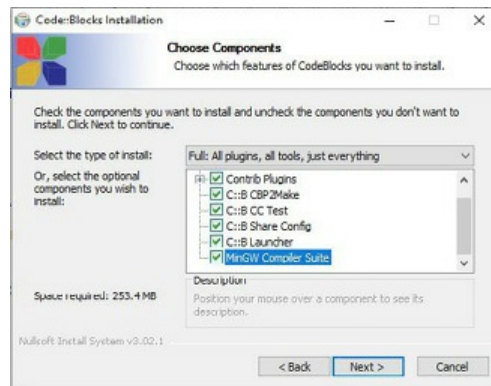 Code::Blocks Installation
Choose Components
Choose which features of CodeBlocks you want to install.
Check the components you want to install and uncheck the components you don't want to
install. Click Next to continue.
Select the type of install:
Full: All plugins, all tools, just everything
Or, select the optional
components you wish to
install:
Contrib Plugins
C::B CBP2Make
C::B CC Test
C::B Share Config
C::B Launcher
MinGW Compiler Suite
Space required: 253.4 MB
Description
Position your mouse over a component to see its
description.
Nullsoft Install System v3.02.1
< Back
Next >
Cancel